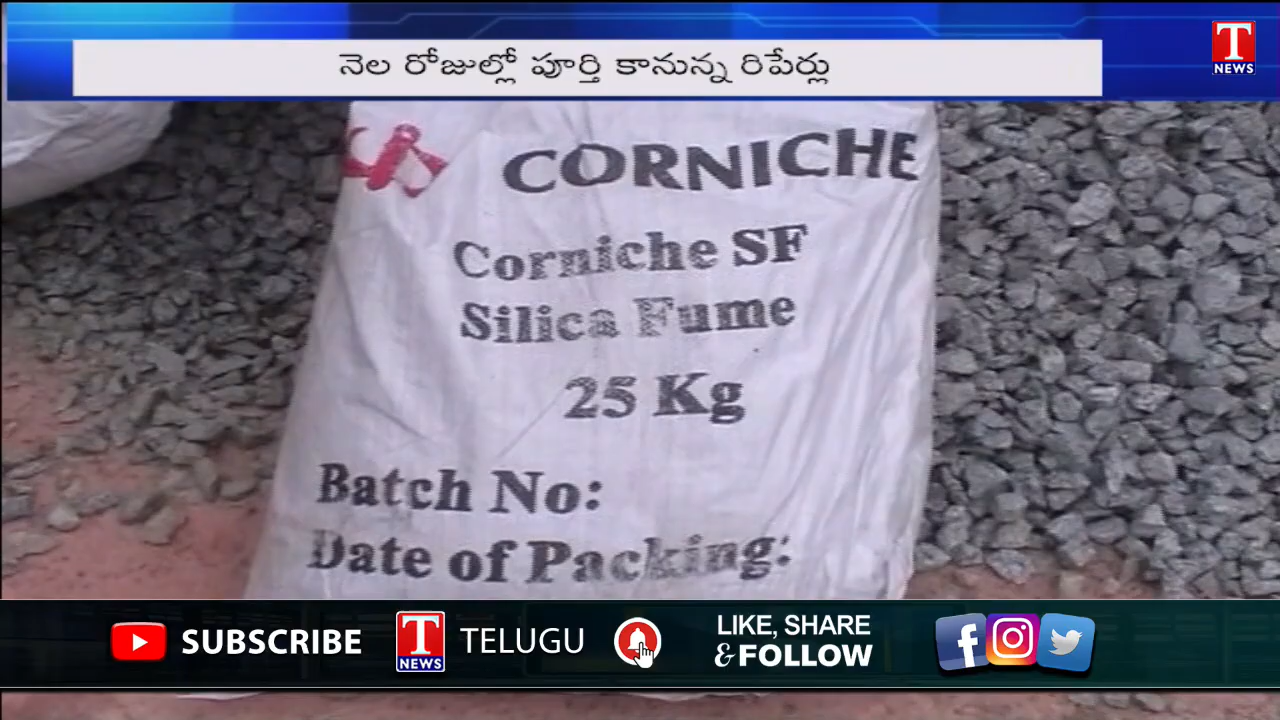 నెల రోజుల్లో పూర్తి కానున్న రిపేర్లు
T
NEWS
CORNICHE
Corniche SF
Silica Fume
25 Kg
Batch No:
Date of Packing:
SUBSCRIBE
T
NEWS
TELUGU
LIKE, SHARE
& FOLLOW